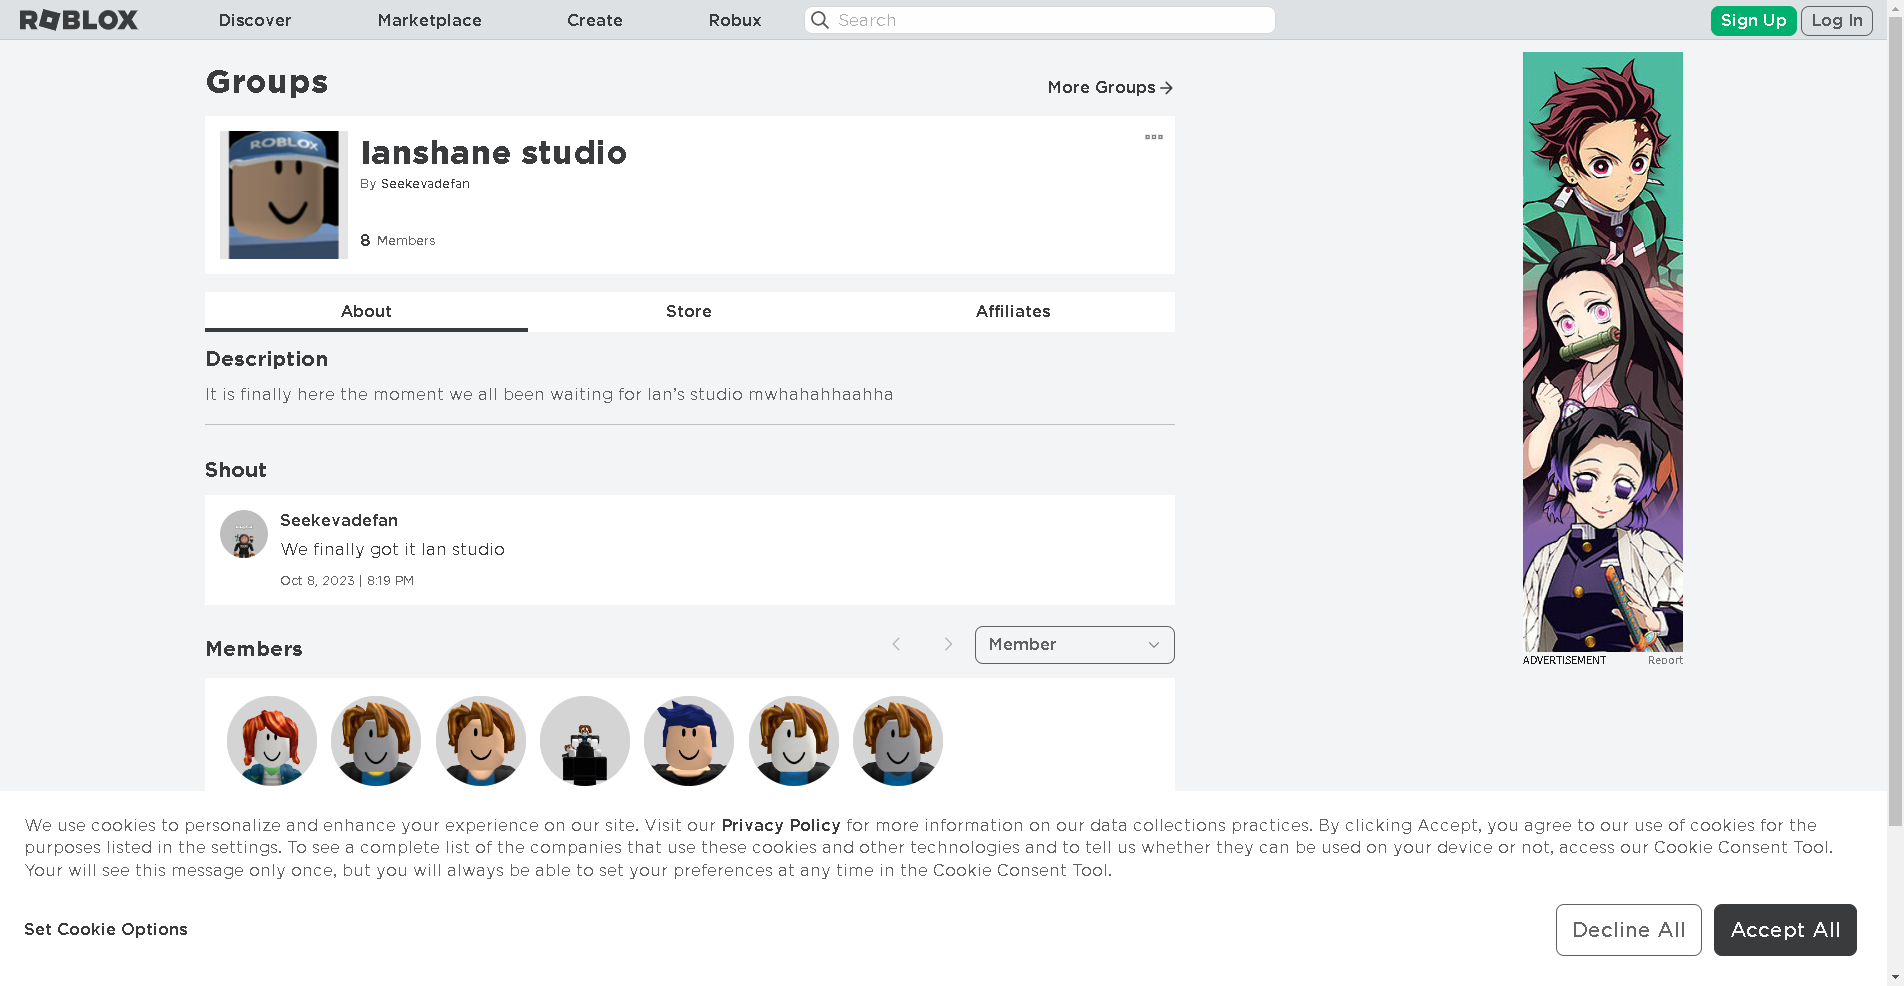 ROBLOX
Discover
Marketplace
Create
Robux
Search
Sign Up
Log In
Groups
More Groups
ROBLOX
Ianshane studio
By Seekevadefan
8 Members
About
Store
Affiliates
Description
It is finally here the moment we all been waiting for Ian’s studio mwhahahhaahha
Shout
Seekevadefan
We finally got it Ian studio
Oct 8, 2023 | 8:19 PM
Members
Member
ADVERTISEMENT
Report
We use cookies to personalize and enhance your experience on our site. Visit our Privacy Policy for more information on our data collections practices. By clicking Accept, you agree to our use of cookies for the
purposes listed in the settings. To see a complete list of the companies that use these cookies and other technologies and to tell us whether they can be used on your device or not, access our Cookie Consent Tool.
Your will see this message only once, but you will always be able to set your preferences at any time in the Cookie Consent Tool.
Set Cookie Options
Decline All
Accept All